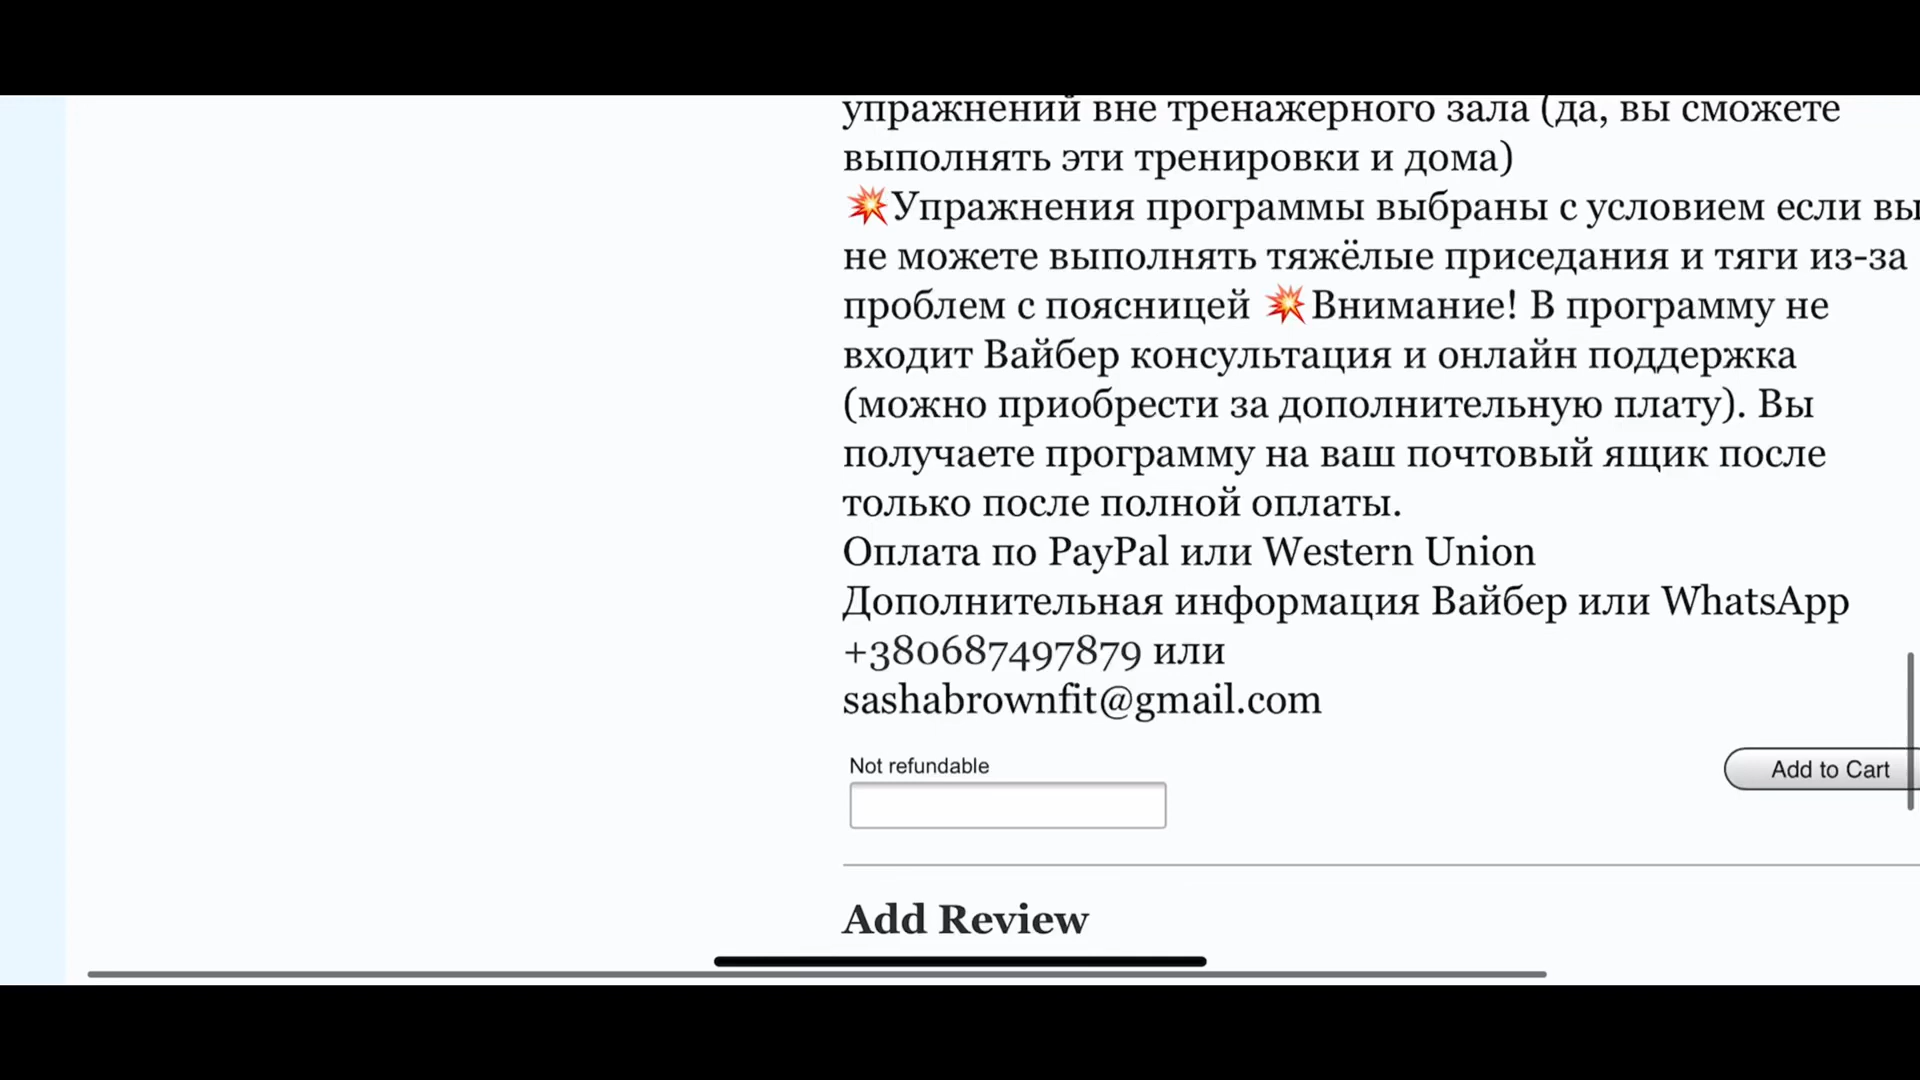 упражнений вне тренажерного зала (да, вы сможете
выполнять эти тренировки и дома)
💥Упражнения программы выбраны с условием если вы
не можете выполнять тяжёлые приседания и тяги из-за
проблем с поясницей 💥Внимание! В программу не
входит Вайбер консультация и онлайн поддержка
(можно приобрести за дополнительную плату). Вы
получаете программу на ваш почтовый ящик после
только после полной оплаты.
Оплата по PayPal или Western Union
Дополнительная информация Вайбер или WhatsApp
+380687497879 или
sashabrownfit@gmail.com
Not refundable
Add to Cart
Add Review